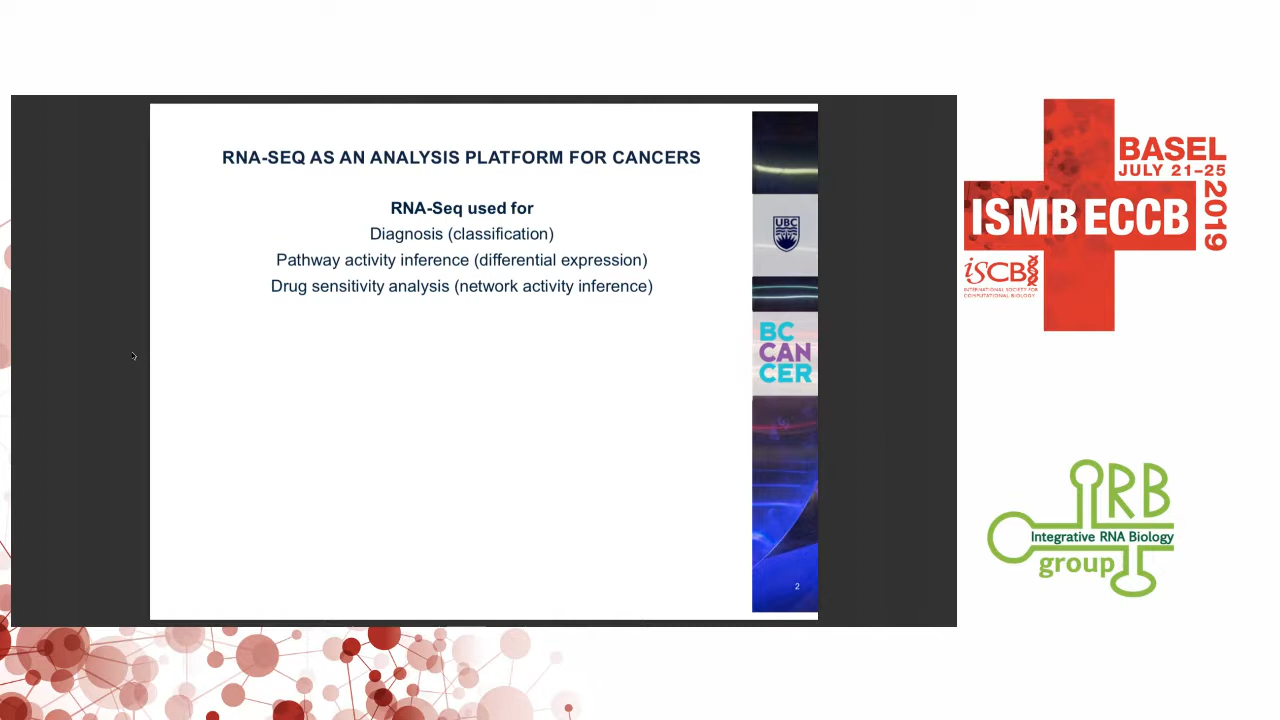 RNA-SEQ AS AN ANALYSIS PLATFORM FOR CANCERS
RNA-Seq used for
Diagnosis (classification)
Pathway activity inference (differential expression)
Drug sensitivity analysis (network activity inference)
UBC
BC
CAN
CER
2
BASEL
JULY 21–25
2019
ISMB ECCB
ISCB
INTERNATIONAL SOCIETY FOR
COMPUTATIONAL BIOLOGY
IRB
Integrative RNA Biology
group